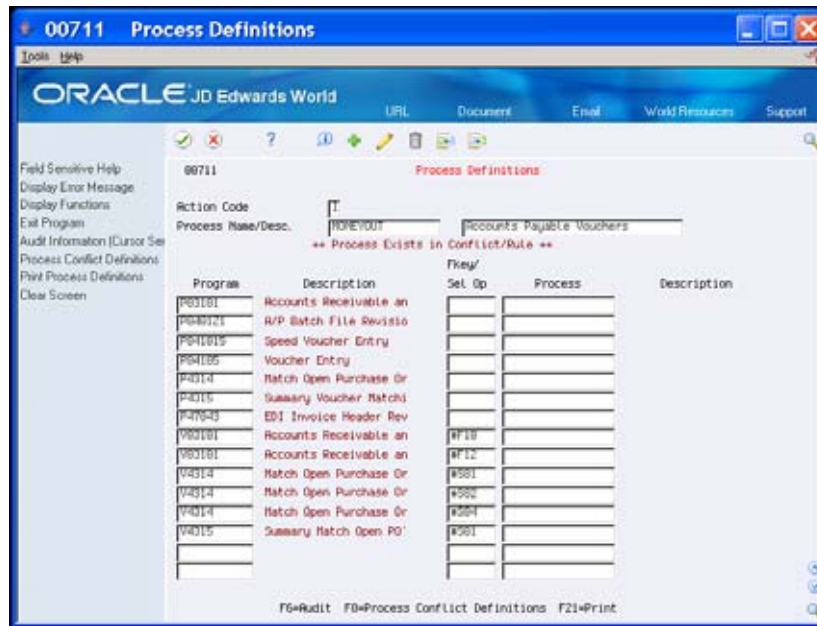 00711 Process Definitions
Tools Help
ORACLE JD Edwards World
URL Document Email World Resources Support
Field Sensitive Help
Display Error Message
Display Functions
Exit Program
Audit Information (Cursor Ser
Process Conflict Definitions
Print Process Definitions
Clear Screen
00711 Process Definitions
Action Code I
Process Name/Desc. MONEYOUT Accounts Payable Vouchers
** Process Exists in Conflict/Rule **
Fkey/
Program Description Sel Op Process Description
P03101 Accounts Receivable an
P040121 A/P Batch File Revisio
P041015 Speed Voucher Entry
P04105 Voucher Entry
P4314 Match Open Purchase Or
P4315 Summary Voucher Matchi
P47043 EDI Invoice Header Rev
V03101 Accounts Receivable an *F10
V03101 Accounts Receivable an *F12
V4314 Match Open Purchase Or *S01
V4314 Match Open Purchase Or *S02
V4314 Match Open Purchase Or *S04
V4315 Summary Match Open PO' *S01
F6=Audit F8=Process Conflict Definitions F21=Print